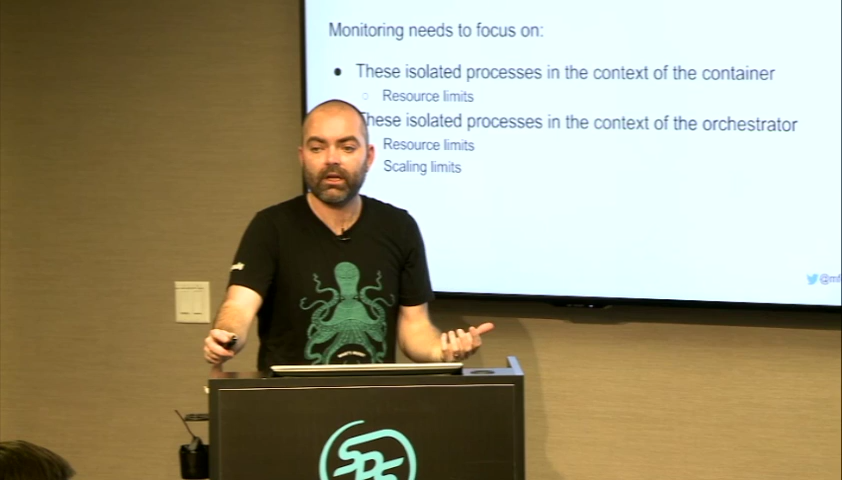 Monitoring needs to focus on:
These isolated processes in the context of the container
Resource limits
These isolated processes in the context of the orchestrator
Resource limits
Scaling limits